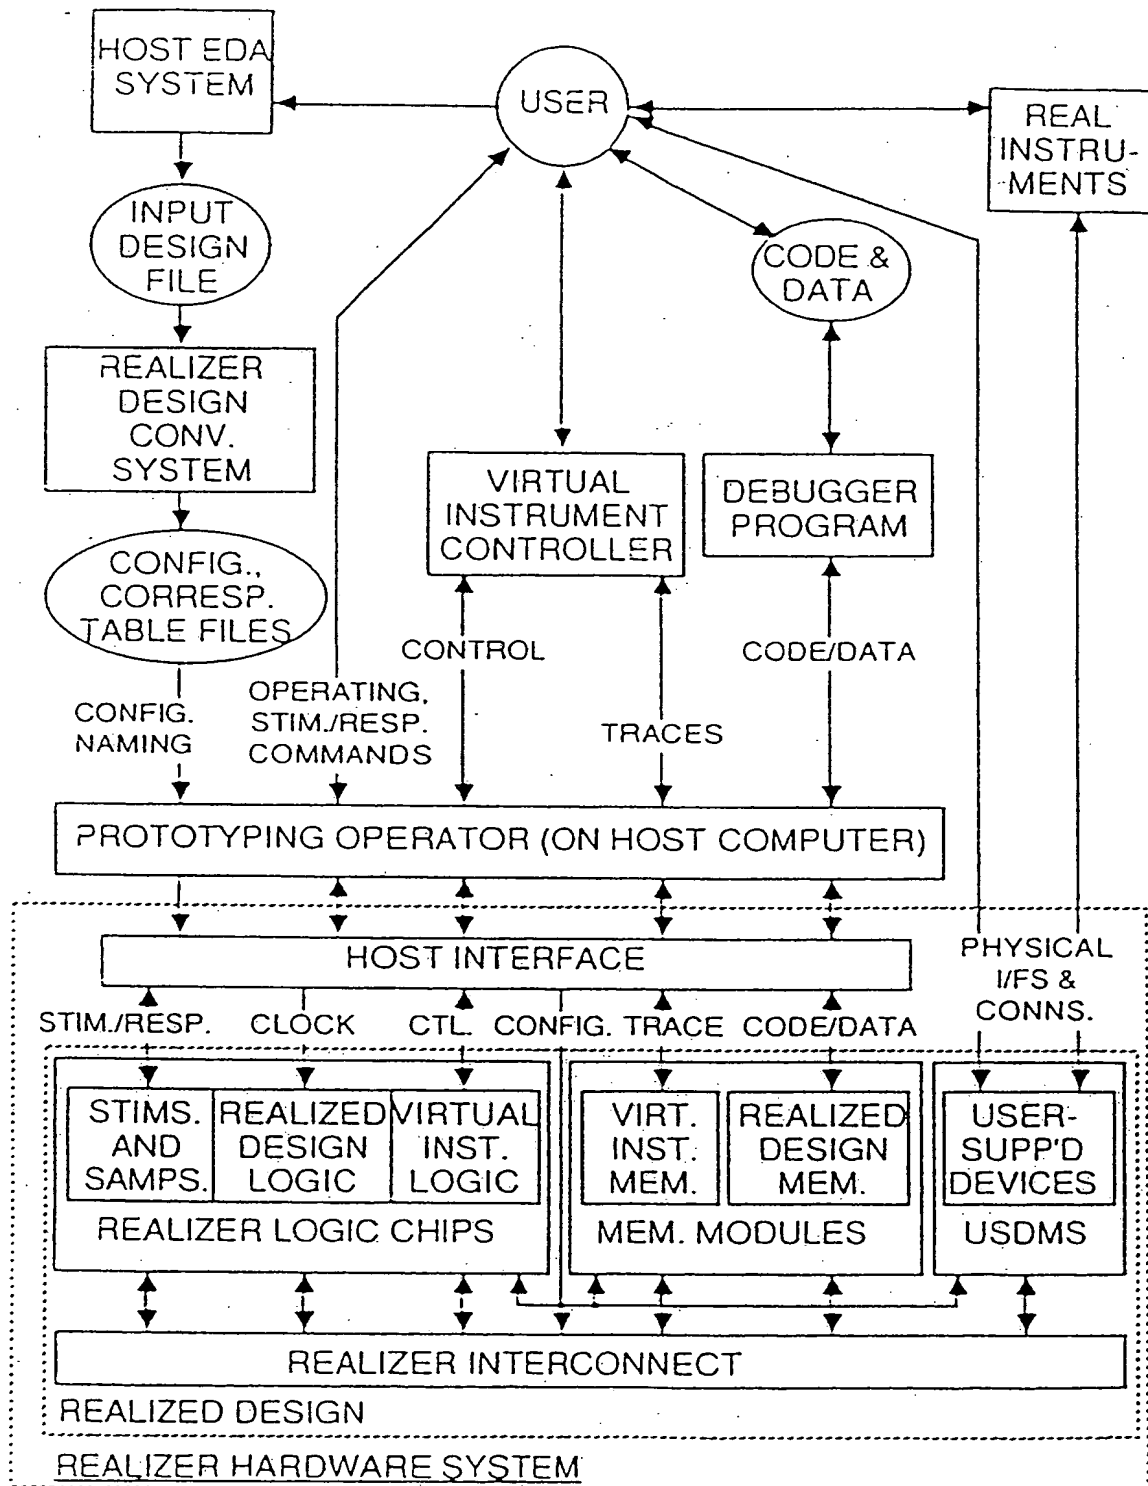 HOST EDA
SYSTEM
USER
REAL
INSTRU-
MENTS
INPUT
DESIGN
FILE
CODE &
DATA
REALIZER
DESIGN
CONV.
SYSTEM
VIRTUAL
INSTRUMENT
CONTROLLER
DEBUGGER
PROGRAM
CONFIG.,
CORRESP.
TABLE FILES
CONTROL
CODE/DATA
CONFIG.
NAMING
OPERATING,
STIM./RESP.
COMMANDS
TRACES
PROTOTYPING OPERATOR (ON HOST COMPUTER)
HOST INTERFACE
PHYSICAL
I/FS &
CONNS.
STIM./RESP.
CLOCK
CTL.
CONFIG.
TRACE
CODE/DATA
STIMS.
AND
SAMPS.
REALIZED
DESIGN
LOGIC
VIRTUAL
INST.
LOGIC
VIRT.
INST.
MEM.
REALIZED
DESIGN
MEM.
USER-
SUPP'D
DEVICES
REALIZER LOGIC CHIPS
MEM. MODULES
USDMS
REALIZER INTERCONNECT
REALIZED DESIGN
REALIZER HARDWARE SYSTEM